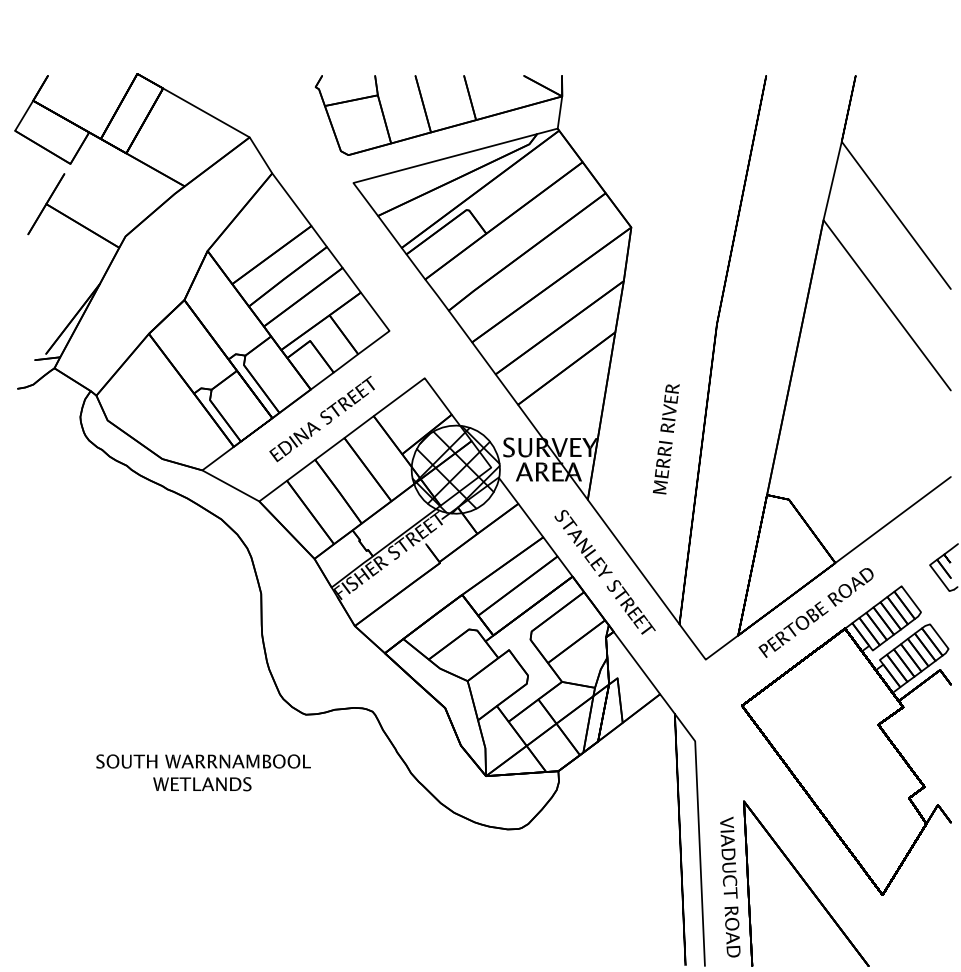 EDINA STREET
MERRI RIVER
SURVEY
AREA
FISHER STREET
STANLEY STREET
PERTOBE ROAD
SOUTH WARRNAMBOOL
WETLANDS
VIADUCT ROAD